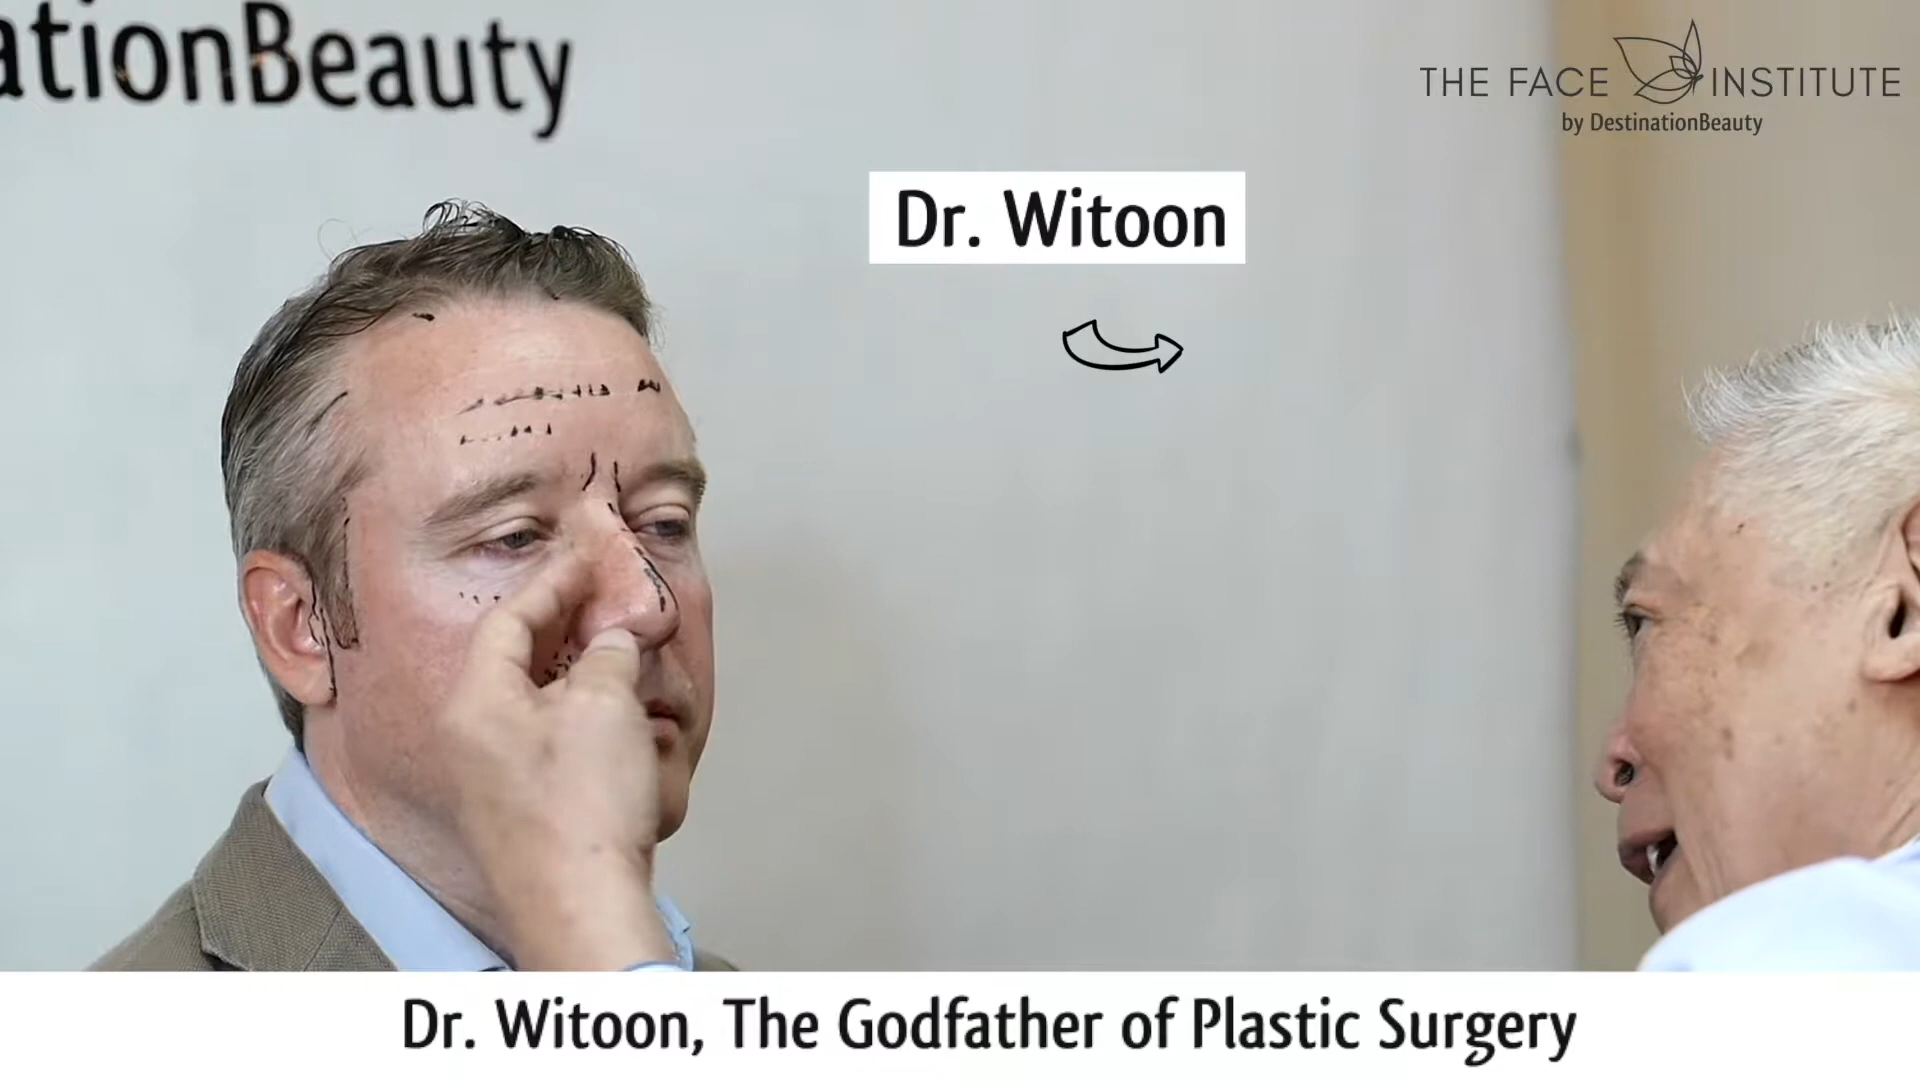 ationBeauty
THE FACE INSTITUTE
by DestinationBeauty
Dr. Witoon
Dr. Witoon, The Godfather of Plastic Surgery